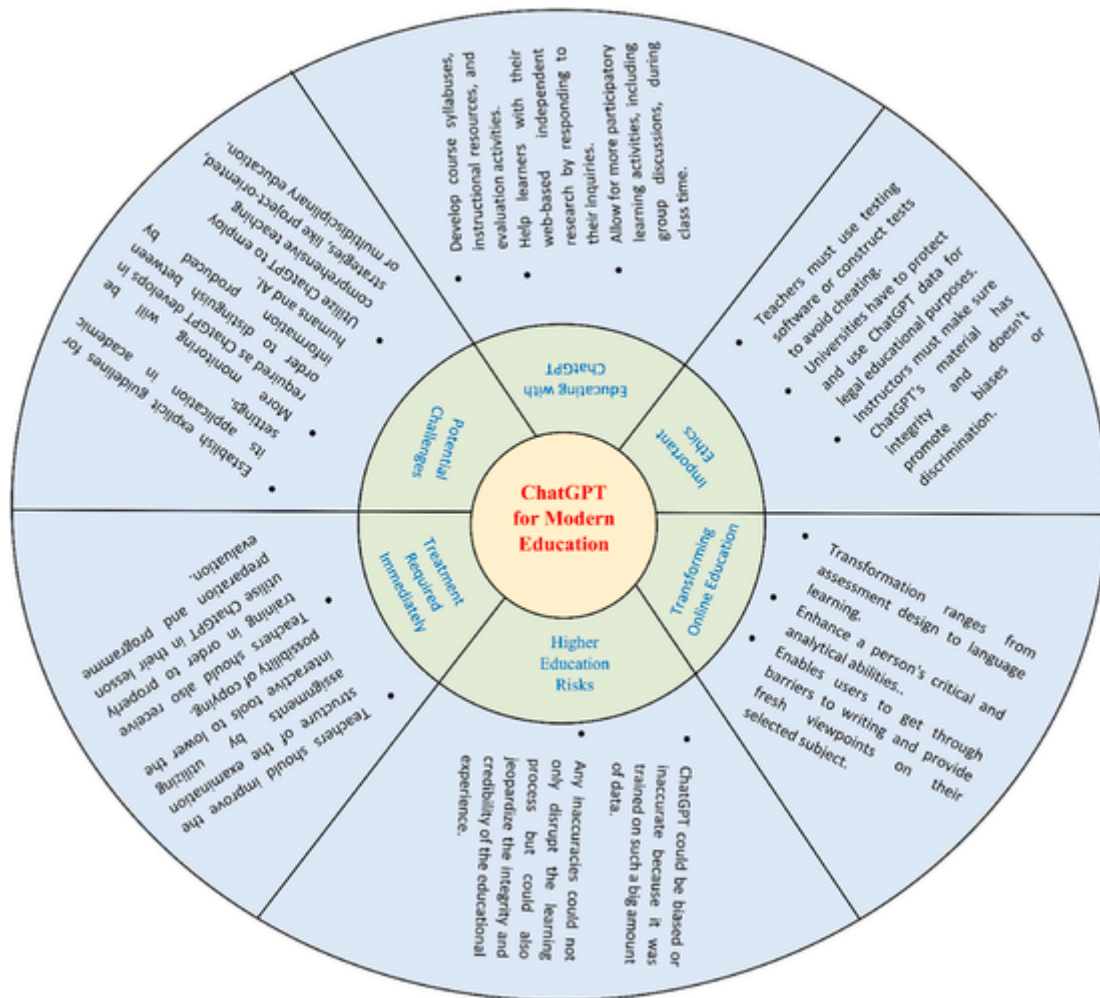 ChatGPT
for Modern
Education
Educating with
ChatGPT
Develop course syllabuses,
instructional resources, and
evaluation activities.
Help learners with their
web-based independent
research by responding to
their inquiries.
Allow for more participatory
learning activities, including
group discussions, during
class time.
Important
Ethics
Teachers must use testing
software or construct tests
to avoid cheating.
Universities have to protect
and use ChatGPT data for
legal educational purposes.
Instructors must make sure
ChatGPT's material has
integrity and doesn't
promote biases or
discrimination.
Transforming
Online Education
Transformation ranges from
assessment design to language
learning.
Enhance a person's critical and
analytical abilities..
Enables users to get through
barriers to writing and provide
fresh viewpoints on their
selected subject.
Higher
Education
Risks
ChatGPT could be biased or
inaccurate because it was
trained on such a big amount
of data.
Any inaccuracies could not
only disrupt the learning
process but could also
jeopardize the integrity and
credibility of the educational
experience.
Treatment
Required
Immediately
Teachers should improve the
structure of the examination
assignments by utilizing
interactive tools to lower the
possibility of copying.
Teachers should also receive
training in order to properly
utilise ChatGPT in their lesson
preparation and programme
evaluation.
Potential
Challenges
Establish explicit guidelines for
its application in academic
settings.
More monitoring will be
required as ChatGPT develops in
order to distinguish between
information produced by
humans and AI.
Utilize ChatGPT to employ
comprehensive teaching
strategies, like project-oriented,
or multidisciplinary education.